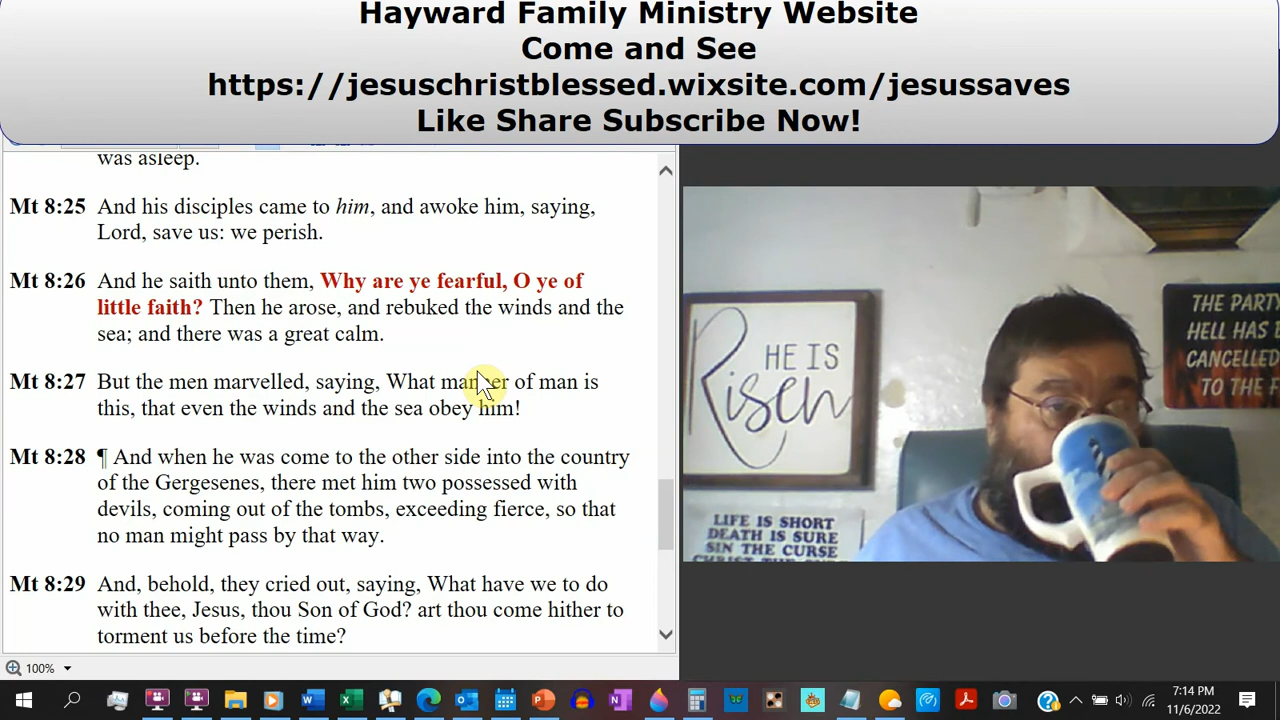 Hayward Family Ministry Website
Come and See
https://jesuschristblessed.wixsite.com/jesussaves
Like Share Subscribe Now!
was asleep.
Mt 8:25 And his disciples came to him, and awoke him, saying,
Lord, save us: we perish.
Mt 8:26 And he saith unto them, Why are ye fearful, O ye of
little faith? Then he arose, and rebuked the winds and the
sea; and there was a great calm.
Mt 8:27 But the men marvelled, saying, What manner of man is
this, that even the winds and the sea obey him!
Mt 8:28 ¶ And when he was come to the other side into the country
of the Gergesenes, there met him two possessed with
devils, coming out of the tombs, exceeding fierce, so that
no man might pass by that way.
Mt 8:29 And, behold, they cried out, saying, What have we to do
with thee, Jesus, thou Son of God? art thou come hither to
torment us before the time?
100%
HE IS
Risen
THE PARTY
HELL HAS
CANCELLED
TO THE
LIFE IS SHORT
DEATH IS SURE
SIN THE CURSE
7:14 PM
11/6/2022